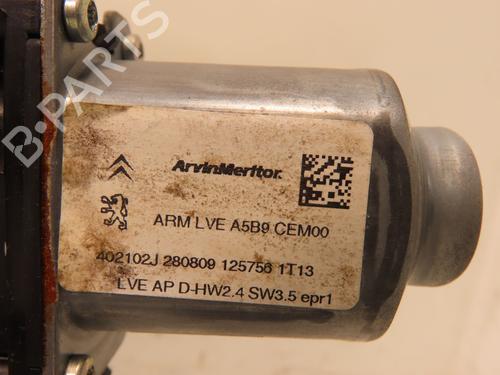 B-PARTS
ArvinMeritor.
ARM LVE A5B9 CEM00
402102J 280809 125756 1T13
LVE AP D-HW2.4 SW3.5 epr1